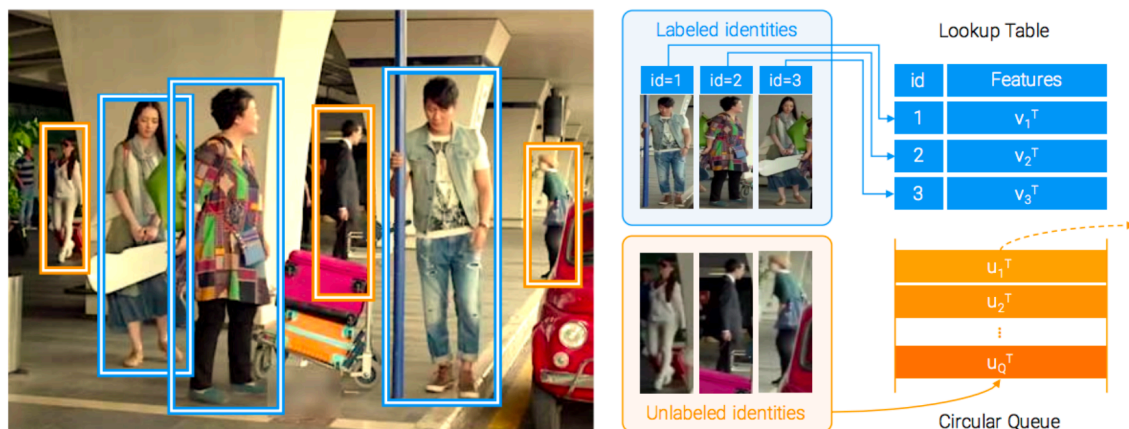 Labeled identities
id=1
id=2
id=3
Lookup Table
id
Features
1
v₁ᵀ
2
v₂ᵀ
3
v₃ᵀ
Unlabeled identities
u₁ᵀ
u₂ᵀ
⋮
u_Qᵀ
Circular Queue